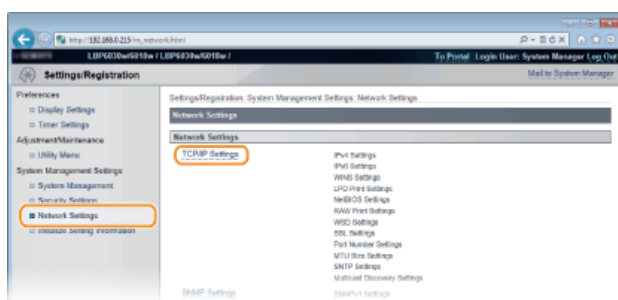 http://192.168.0.215/m_network.html
LBP6030w/6018w / LBP6030w/6018w /
To Portal Login User: System Manager Log Out
Settings/Registration
Mail to System Manager
Preferences
Display Settings
Timer Settings
Adjustment/Maintenance
Utility Menu
System Management Settings
System Management
Security Settings
Network Settings
Initialize Setting Information
Settings/Registration: System Management Settings: Network Settings
Network Settings
Network Settings
TCP/IP Settings
IPv4 Settings
IPv6 Settings
WINS Settings
LPD Print Settings
NetBIOS Settings
RAW Print Settings
WSD Settings
SSL Settings
Port Number Settings
MTU Size Settings
SNTP Settings
Multicast Discovery Settings
SNMP Settings
SNMPv1 Settings